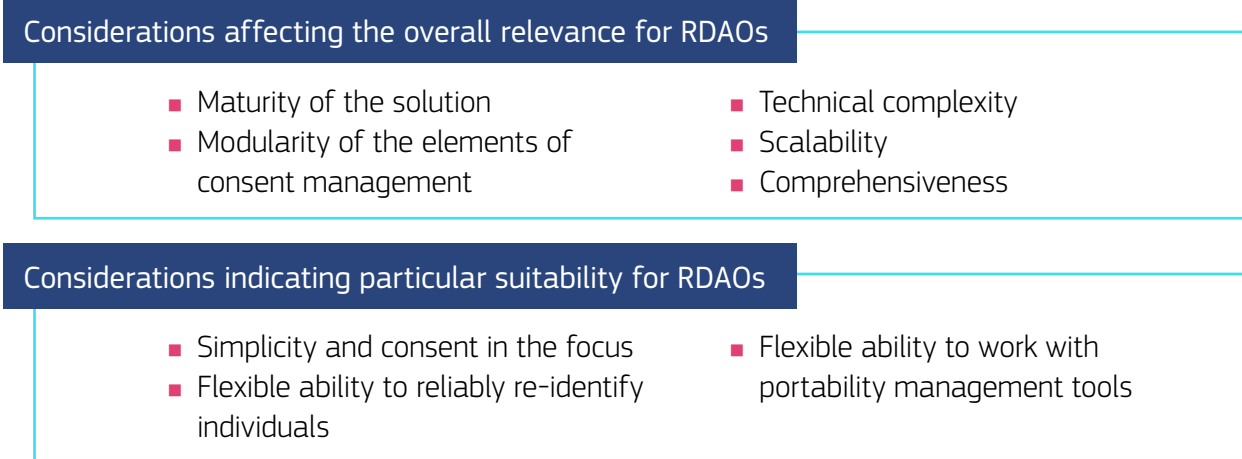 Considerations affecting the overall relevance for RDAOs
■ Maturity of the solution
■ Modularity of the elements of
consent management
■ Technical complexity
■ Scalability
■ Comprehensiveness
Considerations indicating particular suitability for RDAOs
■ Simplicity and consent in the focus
■ Flexible ability to reliably re-identify
individuals
■ Flexible ability to work with
portability management tools